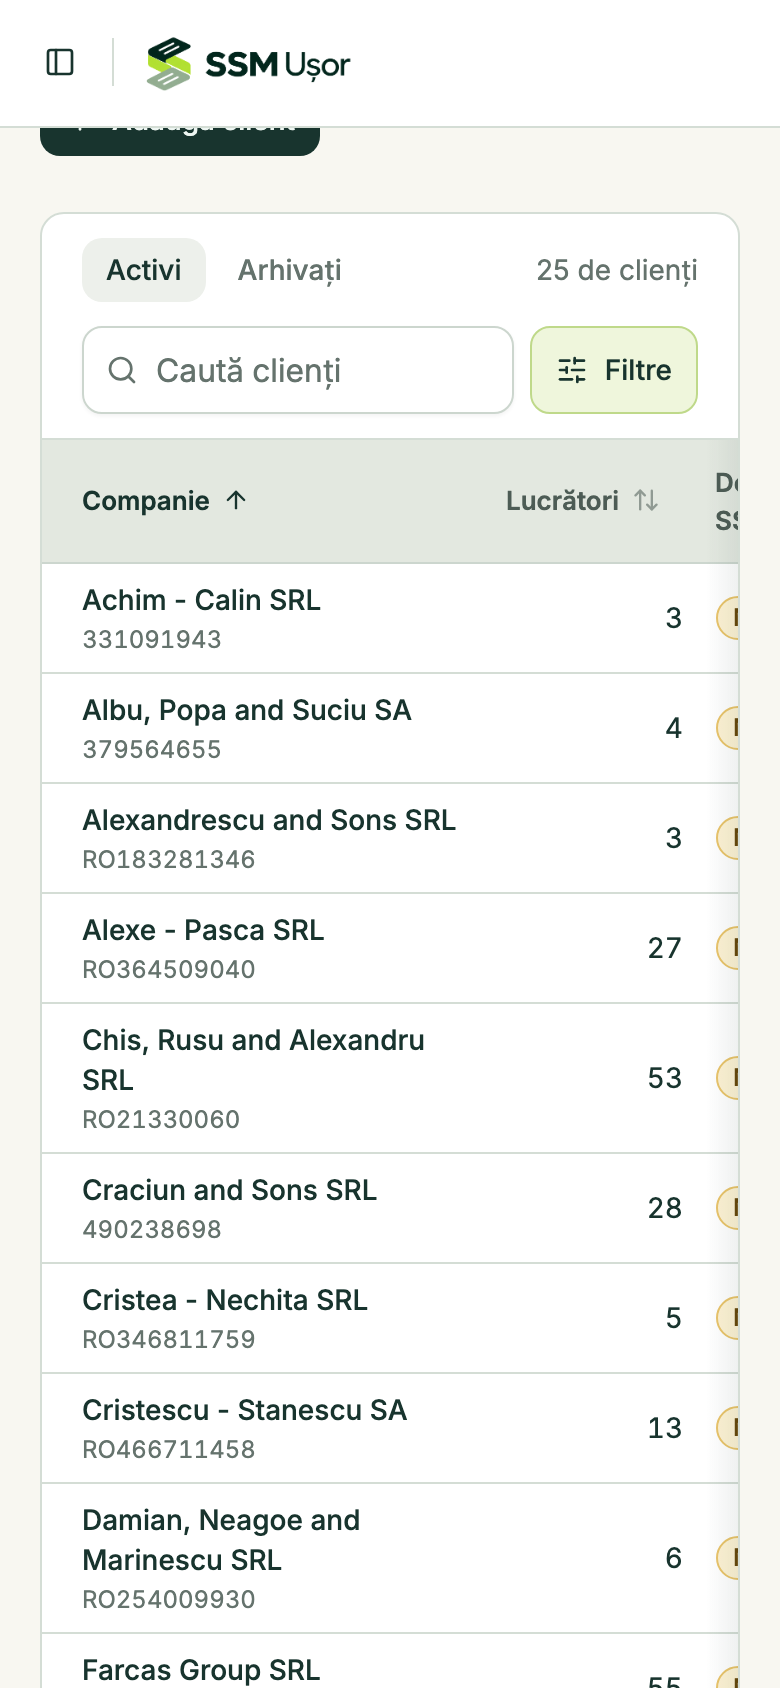 SSM Ușor
Activi
Arhivați
25 de clienți
Caută clienți
Filtre
Companie
Lucrători
Achim - Calin SRL
331091943
3
Albu, Popa and Suciu SA
379564655
4
Alexandrescu and Sons SRL
RO183281346
3
Alexe - Pasca SRL
RO364509040
27
Chis, Rusu and Alexandru
SRL
RO21330060
53
Craciun and Sons SRL
490238698
28
Cristea - Nechita SRL
RO346811759
5
Cristescu - Stanescu SA
RO466711458
13
Damian, Neagoe and
Marinescu SRL
RO254009930
6
Farcas Group SRL
55